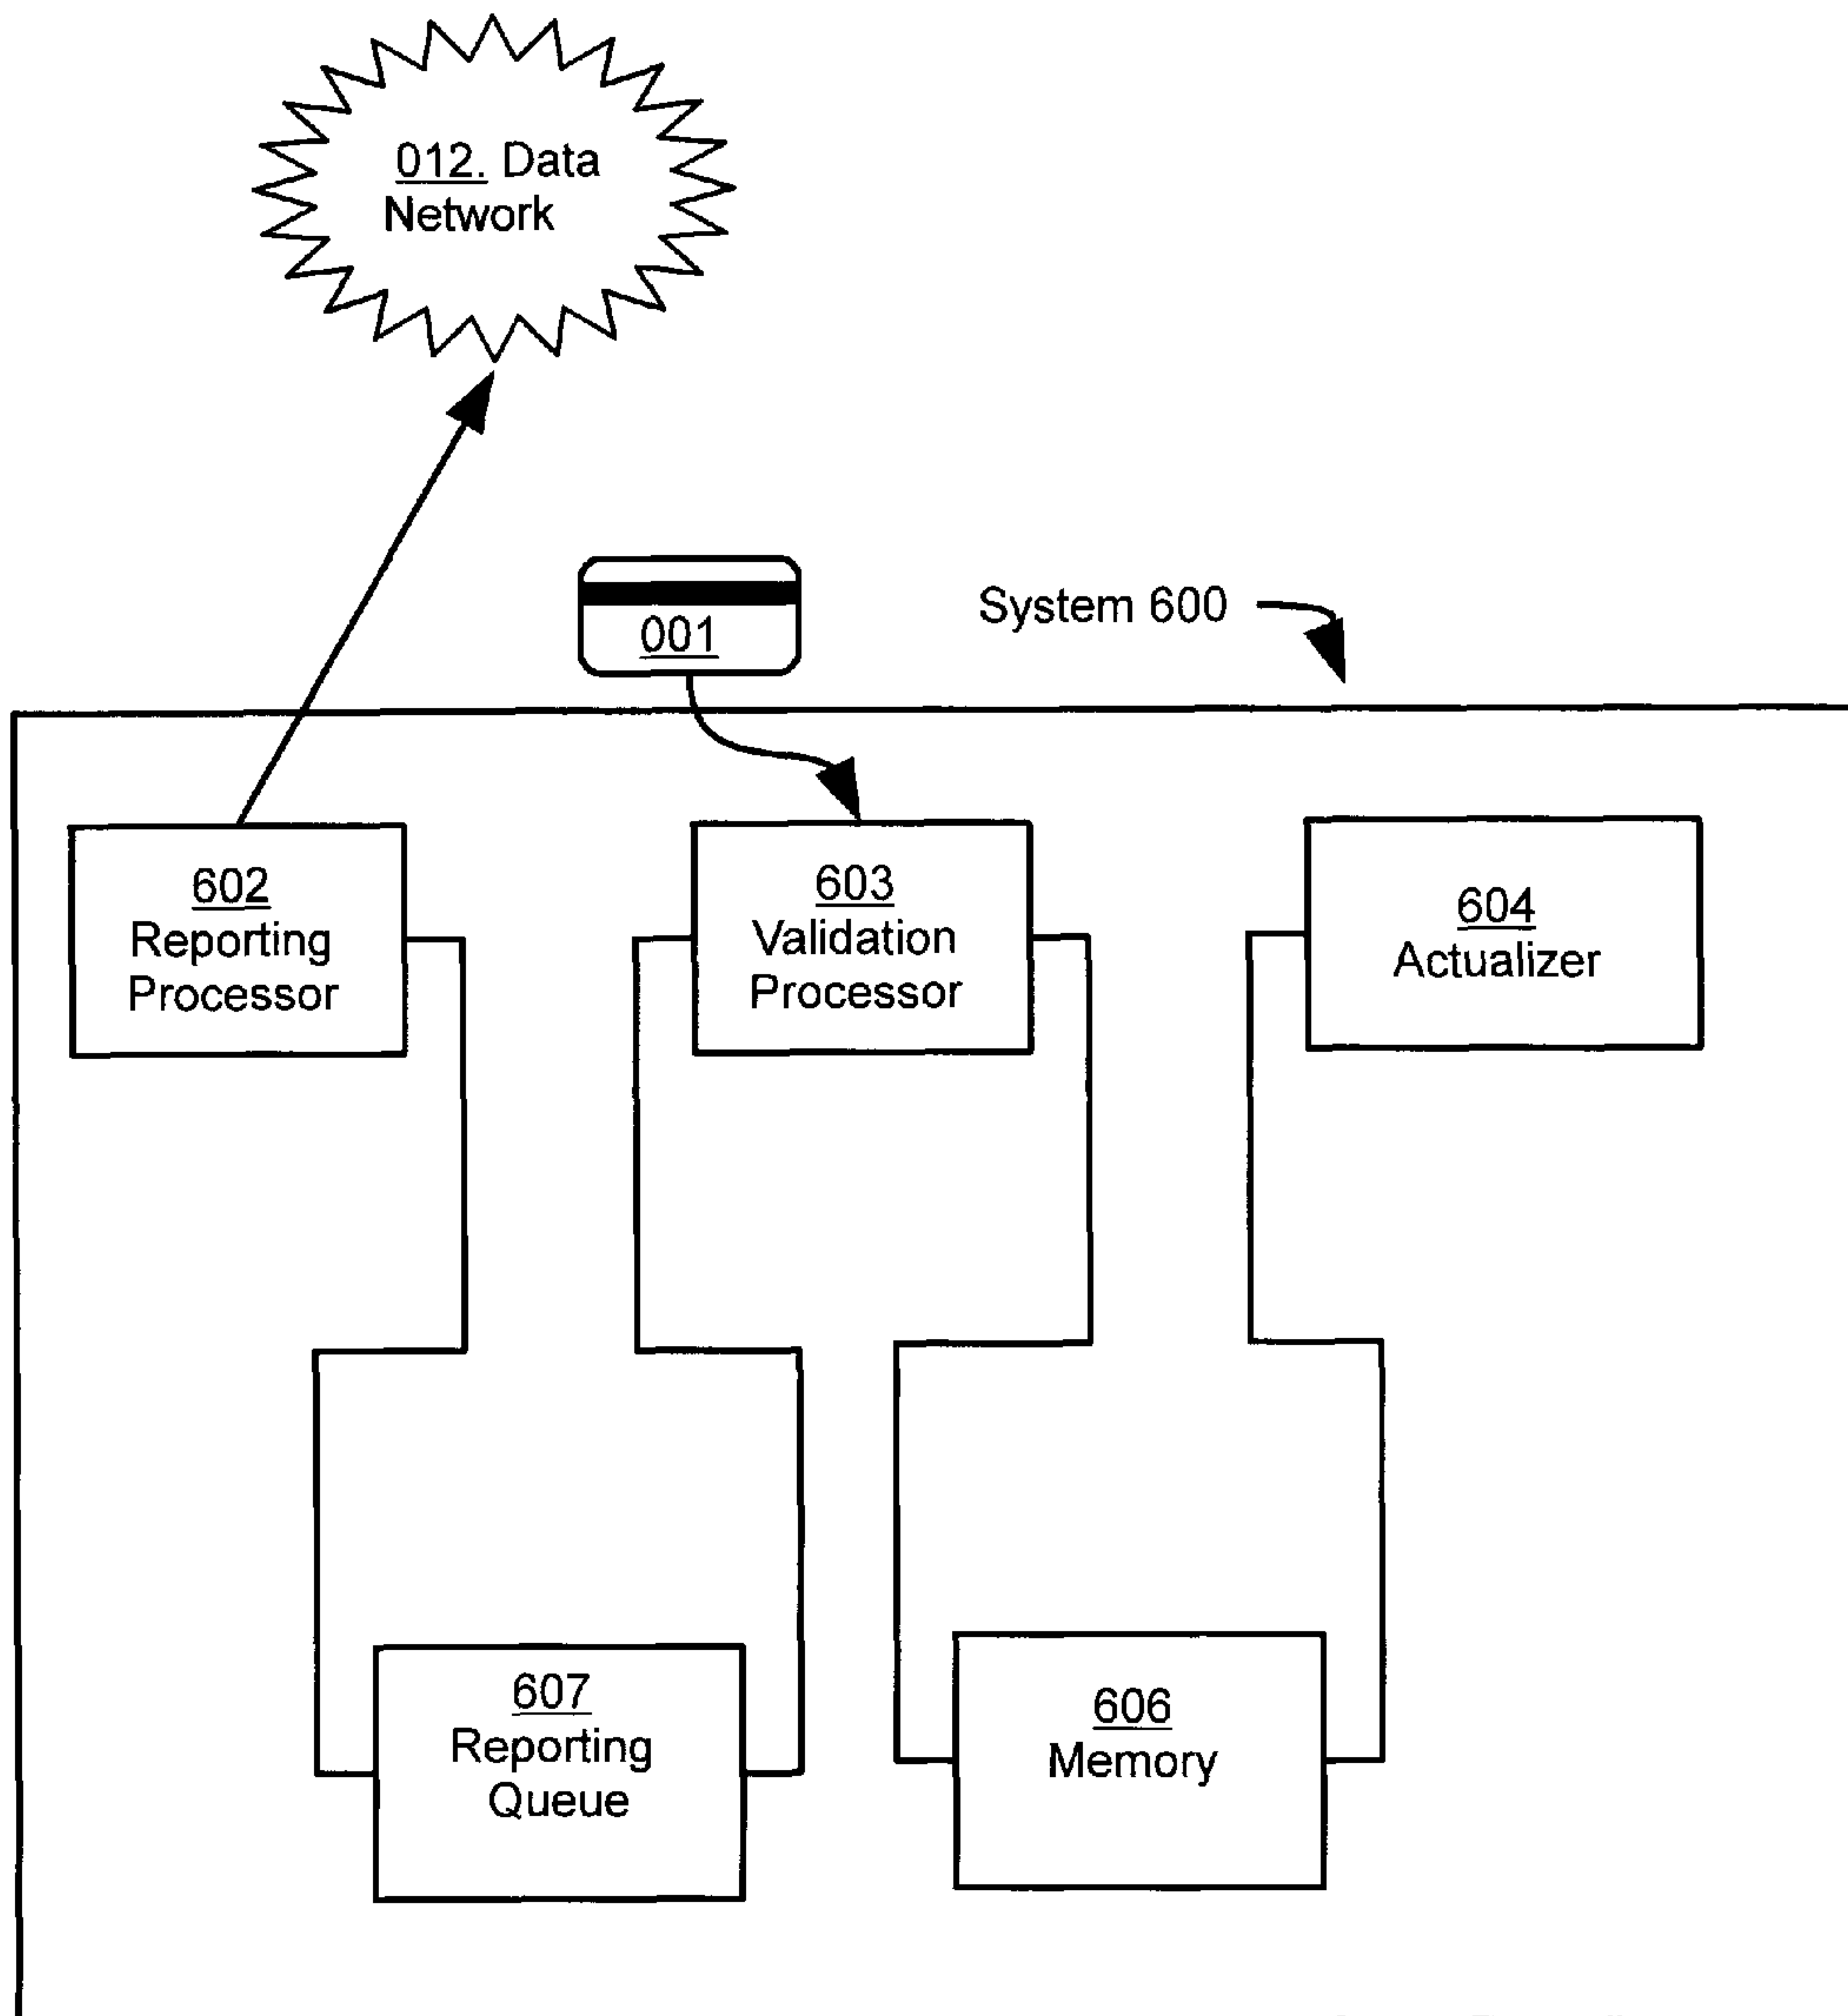 012. Data
Network
001
System 600
602
Reporting
Processor
603
Validation
Processor
604
Actualizer
607
Reporting
Queue
606
Memory